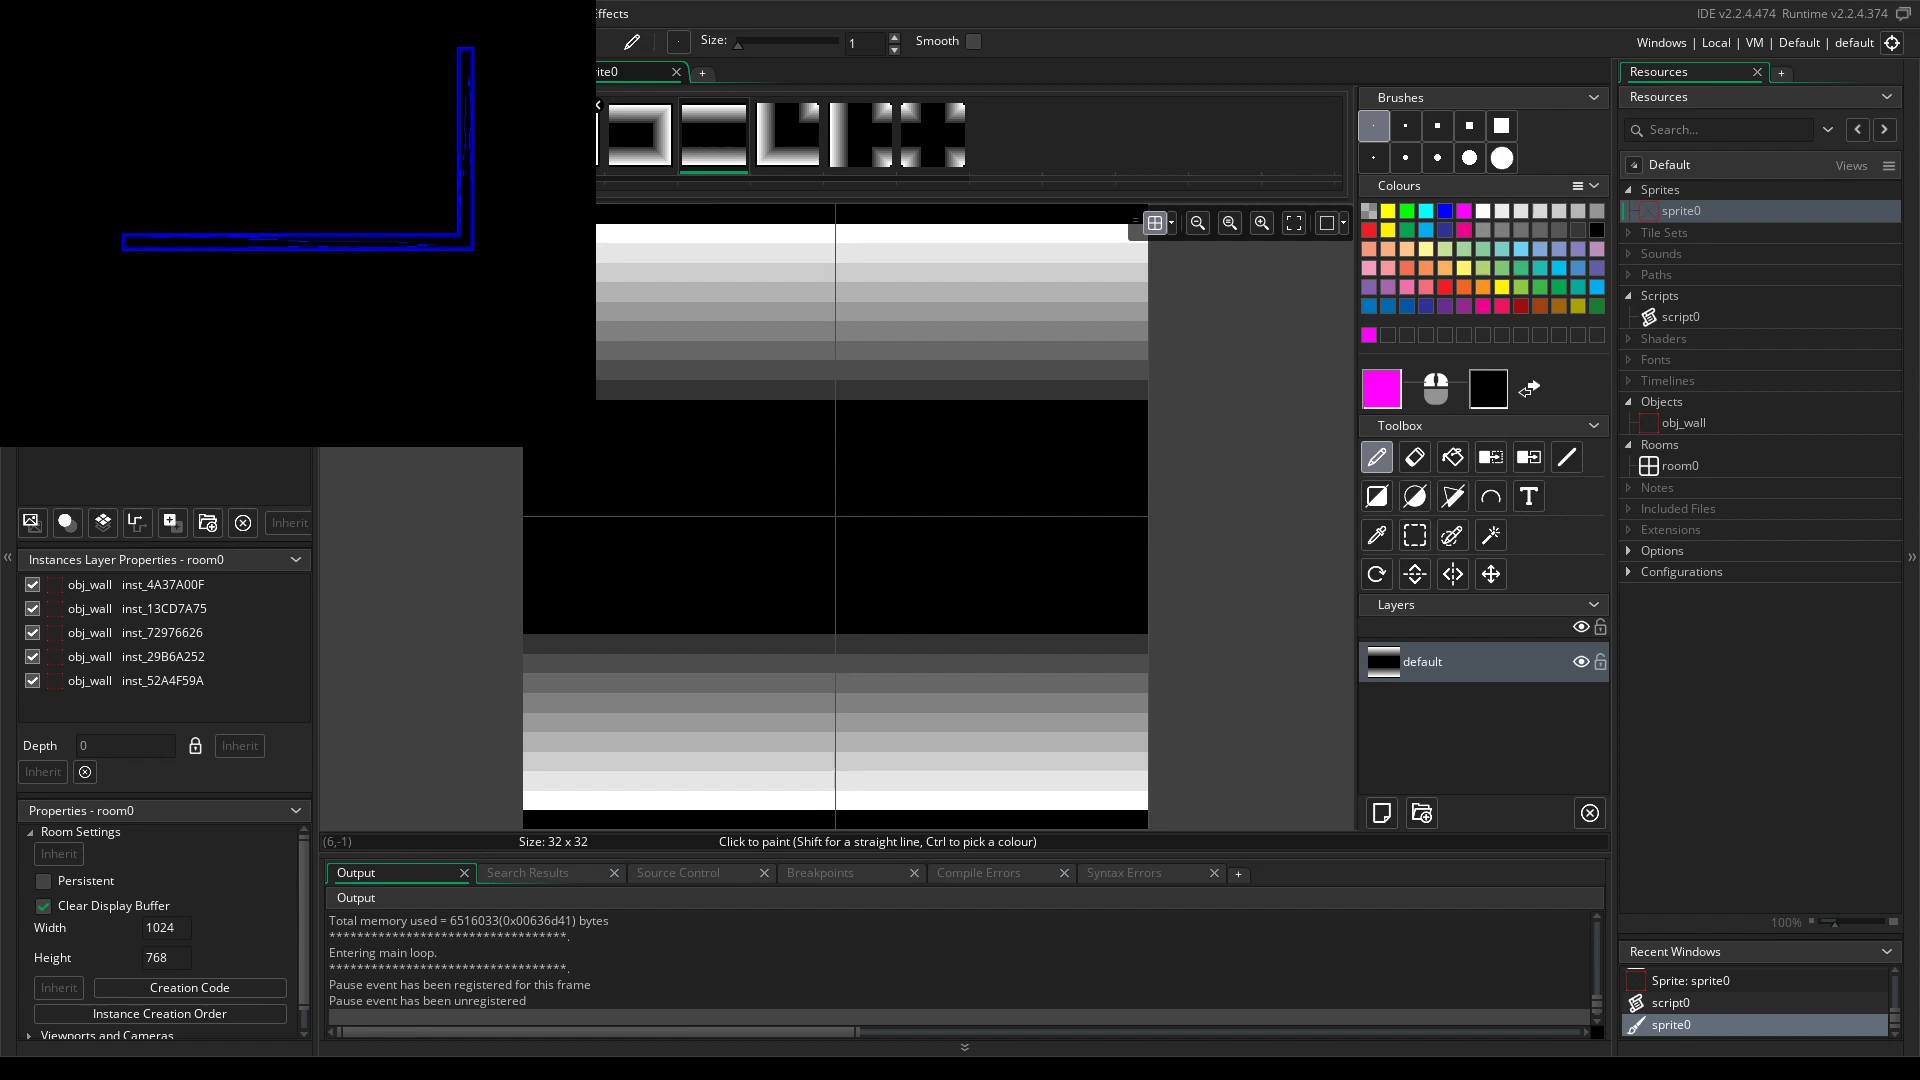 ffects
IDE v2.2.4.474 Runtime v2.2.4.374
Size:
1
Smooth
Windows | Local | VM | Default | default
rite0
Resources
Brushes
Resources
Search...
Default
Views
Colours
Sprites
sprite0
Tile Sets
Sounds
Paths
Scripts
script0
Shaders
Fonts
Timelines
Objects
obj_wall
Toolbox
Rooms
room0
Notes
Included Files
Extensions
Options
Configurations
Layers
default
Inherit
Instances Layer Properties - room0
obj_wall inst_4A37A00F
obj_wall inst_13CD7A75
obj_wall inst_72976626
obj_wall inst_29B6A252
obj_wall inst_52A4F59A
Depth
0
Inherit
Inherit
Properties - room0
Room Settings
Inherit
Persistent
Clear Display Buffer
Width
1024
Height
768
Inherit
Creation Code
Instance Creation Order
Viewports and Cameras
(6,-1)
Size: 32 x 32
Click to paint (Shift for a straight line, Ctrl to pick a colour)
Output
Search Results
Source Control
Breakpoints
Compile Errors
Syntax Errors
Output
Total memory used = 6516033(0x00636d41) bytes
**********************************.
Entering main loop.
**********************************.
Pause event has been registered for this frame
Pause event has been unregistered
100%
Recent Windows
Sprite: sprite0
script0
sprite0